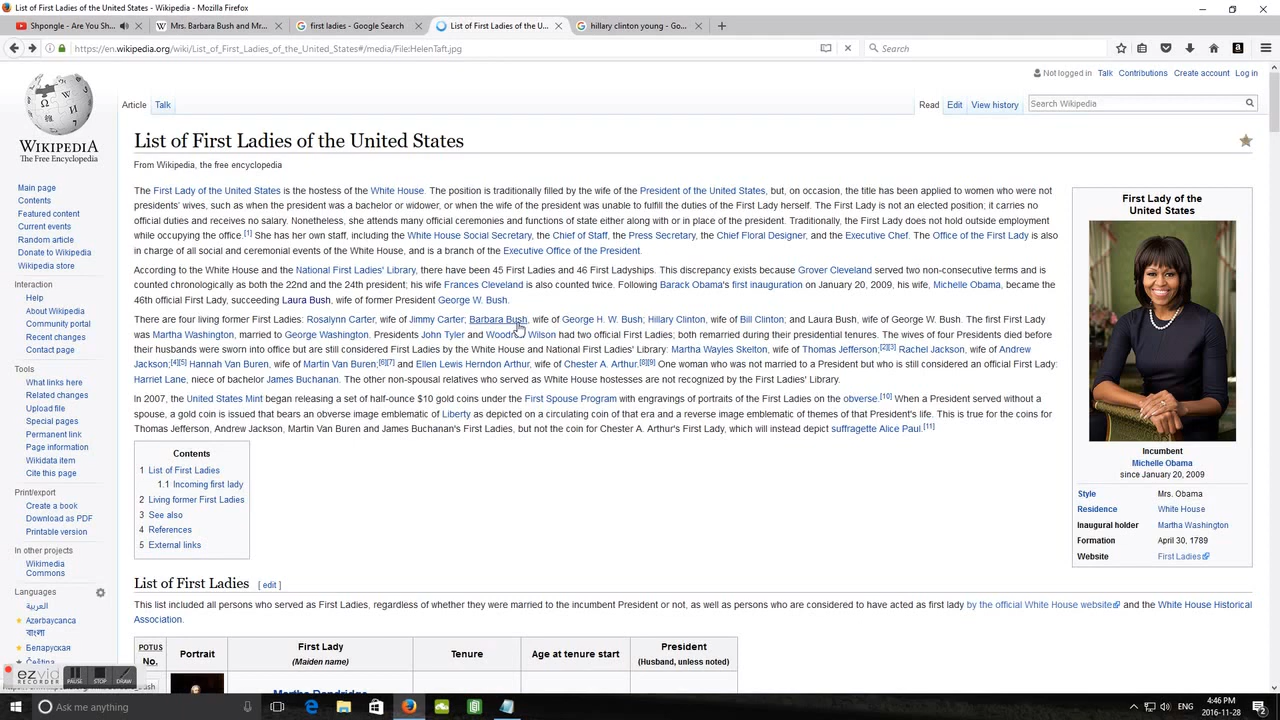 List of First Ladies of the United States - Wikipedia - Mozilla Firefox
Shpongle - Are You Sh...
Mrs. Barbara Bush and Mr...
first ladies - Google Search
List of First Ladies of the U...
hillary clinton young - Go...
https://en.wikipedia.org/wiki/List_of_First_Ladies_of_the_United_States#/media/File:HelenTaft.jpg
Search
Not logged in Talk Contributions Create account Log in
Article Talk
Read Edit View history
Search Wikipedia
WIKIPEDIA
The Free Encyclopedia
Main page
Contents
Featured content
Current events
Random article
Donate to Wikipedia
Wikipedia store
Interaction
Help
About Wikipedia
Community portal
Recent changes
Contact page
Tools
What links here
Related changes
Upload file
Special pages
Permanent link
Page information
Wikidata item
Cite this page
Print/export
Create a book
Download as PDF
Printable version
In other projects
Wikimedia
Commons
Languages
العربية
Azərbaycanca
বাংলা
Беларуская
Čeština
List of First Ladies of the United States
From Wikipedia, the free encyclopedia
The First Lady of the United States is the hostess of the White House. The position is traditionally filled by the wife of the President of the United States, but, on occasion, the title has been applied to women who were not
presidents' wives, such as when the president was a bachelor or widower, or when the wife of the president was unable to fulfill the duties of the First Lady herself. The First Lady is not an elected position; it carries no
official duties and receives no salary. Nonetheless, she attends many official ceremonies and functions of state either along with or in place of the president. Traditionally, the First Lady does not hold outside employment
while occupying the office.[1] She has her own staff, including the White House Social Secretary, the Chief of Staff, the Press Secretary, the Chief Floral Designer, and the Executive Chef. The Office of the First Lady is also
in charge of all social and ceremonial events of the White House, and is a branch of the Executive Office of the President.
According to the White House and the National First Ladies' Library, there have been 45 First Ladies and 46 First Ladyships. This discrepancy exists because Grover Cleveland served two non-consecutive terms and is
counted chronologically as both the 22nd and the 24th president; his wife Frances Cleveland is also counted twice. Following Barack Obama's first inauguration on January 20, 2009, his wife, Michelle Obama, became the
46th official First Lady, succeeding Laura Bush, wife of former President George W. Bush.
There are four living former First Ladies: Rosalynn Carter, wife of Jimmy Carter; Barbara Bush, wife of George H. W. Bush; Hillary Clinton, wife of Bill Clinton; and Laura Bush, wife of George W. Bush. The first First Lady
was Martha Washington, married to George Washington. Presidents John Tyler and Woodrow Wilson had two official First Ladies; both remarried during their presidential tenures. The wives of four Presidents died before
their husbands were sworn into office but are still considered First Ladies by the White House and National First Ladies' Library: Martha Wayles Skelton, wife of Thomas Jefferson;[2][3] Rachel Jackson, wife of Andrew
Jackson;[4][5] Hannah Van Buren, wife of Martin Van Buren;[6][7] and Ellen Lewis Herndon Arthur, wife of Chester A. Arthur.[8][9] One woman who was not married to a President but who is still considered an official First Lady:
Harriet Lane, niece of bachelor James Buchanan. The other non-spousal relatives who served as White House hostesses are not recognized by the First Ladies' Library.
In 2007, the United States Mint began releasing a set of half-ounce $10 gold coins under the First Spouse Program with engravings of portraits of the First Ladies on the obverse.[10] When a President served without a
spouse, a gold coin is issued that bears an obverse image emblematic of Liberty as depicted on a circulating coin of that era and a reverse image emblematic of themes of that President's life. This is true for the coins for
Thomas Jefferson, Andrew Jackson, Martin Van Buren and James Buchanan's First Ladies, but not the coin for Chester A. Arthur's First Lady, which will instead depict suffragette Alice Paul.[11]
First Lady of the
United States
Incumbent
Michelle Obama
since January 20, 2009
Style Mrs. Obama
Residence White House
Inaugural holder Martha Washington
Formation April 30, 1789
Website First Ladies
Contents
1 List of First Ladies
1.1 Incoming first lady
2 Living former First Ladies
3 See also
4 References
5 External links
List of First Ladies [ edit ]
This list included all persons who served as First Ladies, regardless of whether they were married to the incumbent President or not, as well as persons who are considered to have acted as first lady by the official White House website and the White House Historical
Association.
POTUS No. Portrait First Lady (Maiden name) Tenure Age at tenure start President (Husband, unless noted)
Martha Dandridge
ezvid
RECORDER
PAUSE STOP DRAW
Ask me anything
4:46 PM
2016-11-28